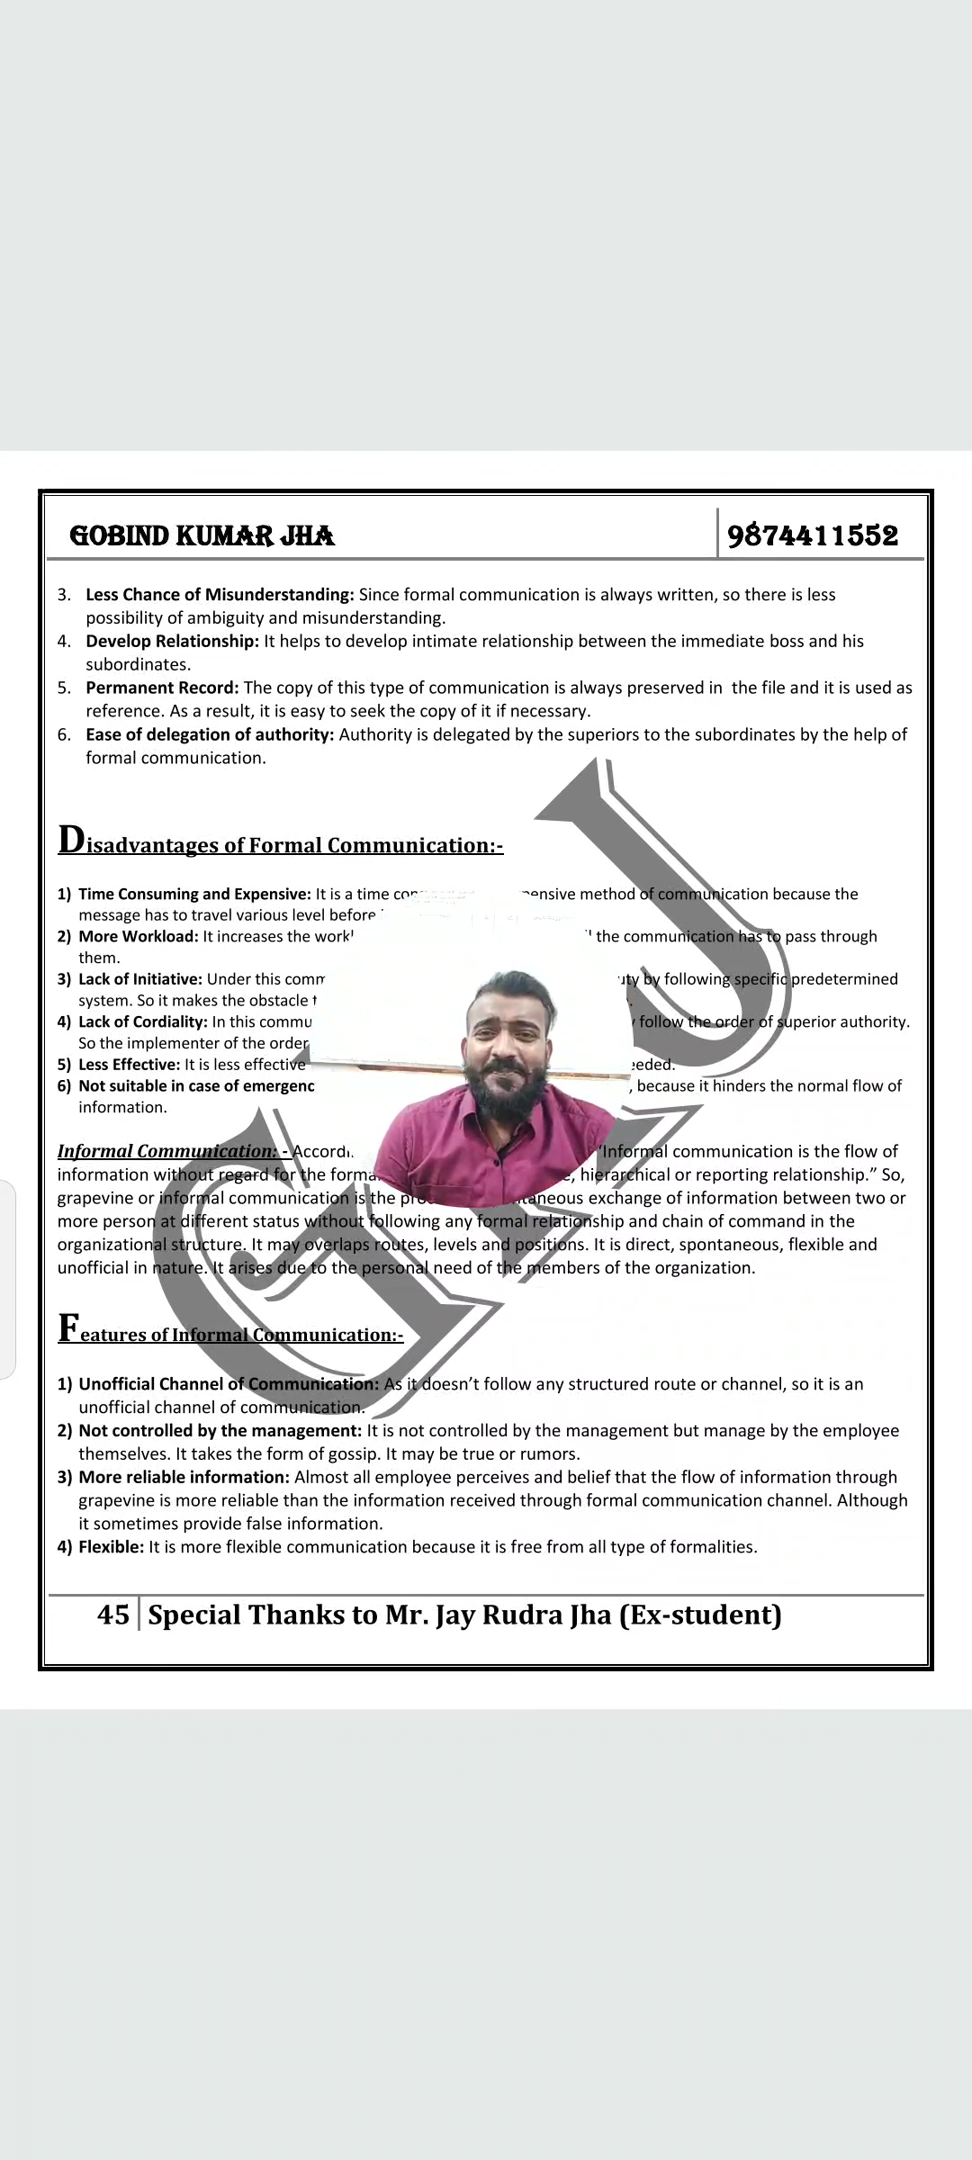 GOBIND KUMAR JHA 9874411552
3. Less Chance of Misunderstanding: Since formal communication is always written, so there is less
possibility of ambiguity and misunderstanding.
4. Develop Relationship: It helps to develop intimate relationship between the immediate boss and his
subordinates.
5. Permanent Record: The copy of this type of communication is always preserved in the file and it is used as
reference. As a result, it is easy to seek the copy of it if necessary.
6. Ease of delegation of authority: Authority is delegated by the superiors to the subordinates by the help of
formal communication.
Disadvantages of Formal Communication:-
1) Time Consuming and Expensive: It is a time method of communication because the
message has to travel various level before
2) More Workload: It increases the the communication has to pass through
them.
3) Lack of Initiative: Under this by following specific predetermined
system. So it makes the obstacle
4) Lack of Cordiality: In this follow the order of superior authority.
So the implementer of the order
5) Less Effective: It is less effective
6) Not suitable in case of because it hinders the normal flow of
information.
Informal Communication: - "Informal communication is the flow of
information without regard for the hierarchical or reporting relationship.” So,
grapevine or informal communication is the exchange of information between two or
more person at different status without following any formal relationship and chain of command in the
organizational structure. It may overlaps routes, levels and positions. It is direct, spontaneous, flexible and
unofficial in nature. It arises due to the personal need of the members of the organization.
Features of Informal Communication:-
1) Unofficial Channel of Communication: As it doesn’t follow any structured route or channel, so it is an
unofficial channel of communication.
2) Not controlled by the management: It is not controlled by the management but manage by the employee
themselves. It takes the form of gossip. It may be true or rumors.
3) More reliable information: Almost all employee perceives and belief that the flow of information through
grapevine is more reliable than the information received through formal communication channel. Although
it sometimes provide false information.
4) Flexible: It is more flexible communication because it is free from all type of formalities.
45 Special Thanks to Mr. Jay Rudra Jha (Ex-student)
GKJ